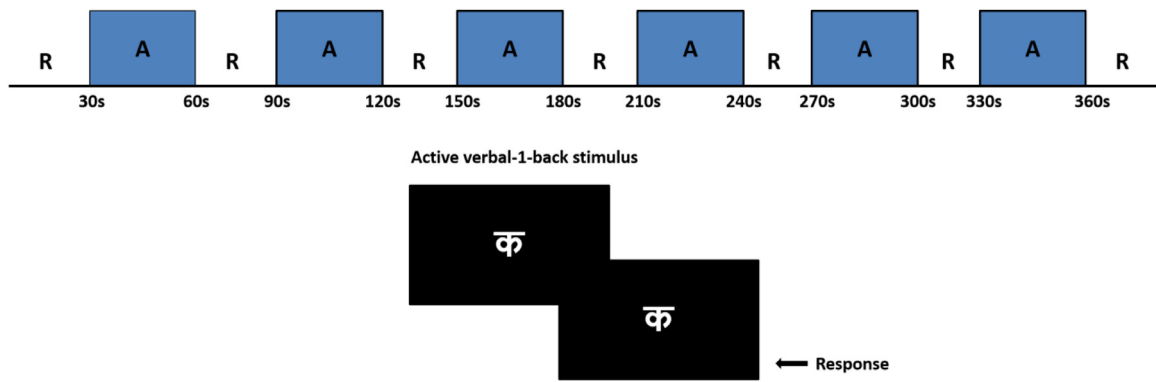 A A A A A A
R R R R R R R
30s 60s 90s 120s 150s 180s 210s 240s 270s 300s 330s 360s
Active verbal-1-back stimulus
क
क
Response